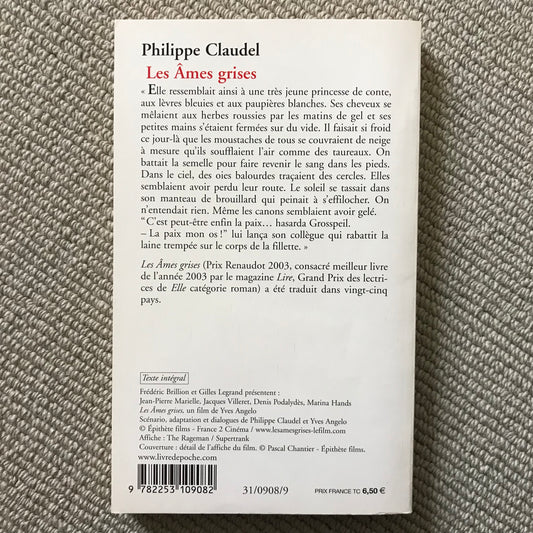 Philippe Claudel
Les Âmes grises
« Elle ressemblait ainsi à une très jeune princesse de conte,
aux lèvres bleuies et aux paupières blanches. Ses cheveux se
mêlaient aux herbes roussies par les matins de gel et ses
petites mains s'étaient fermées sur du vide. Il faisait si froid
ce jour-là que les moustaches de tous se couvraient de neige
à mesure qu'ils soufflaient l'air comme des taureaux. On
battait la semelle pour faire revenir le sang dans les pieds.
Dans le ciel, des oies balourdes traçaient des cercles. Elles
semblaient avoir perdu leur route. Le soleil se tassait dans
son manteau de brouillard qui peinait à s'effilocher. On
n'entendait rien. Même les canons semblaient avoir gelé.
“C'est peut-être enfin la paix… hasarda Grosspeil.
– La paix mon os !” lui lança son collègue qui rabattit la
laine trempée sur le corps de la fillette. »
Les Âmes grises (Prix Renaudot 2003, consacré meilleur livre
de l'année 2003 par le magazine Lire, Grand Prix des lectri-
ces de Elle catégorie roman) a été traduit dans vingt-cinq
pays.
Texte intégral
Frédéric Brillion et Gilles Legrand présentent :
Jean-Pierre Marielle, Jacques Villeret, Denis Podalydès, Marina Hands
Les Âmes grises, un film de Yves Angelo
Scénario, adaptation et dialogues de Philippe Claudel et Yves Angelo
© Épithète films - France 2 Cinéma / www.lesamesgrises-lefilm.com
Affiche : The Rageman / Supertrank
Couverture : détail de l'affiche du film. © Pascal Chantier - Épithète films.
www.livredepoche.com
9 782253 109082
31/0908/9
PRIX FRANCE TC 6,50 €